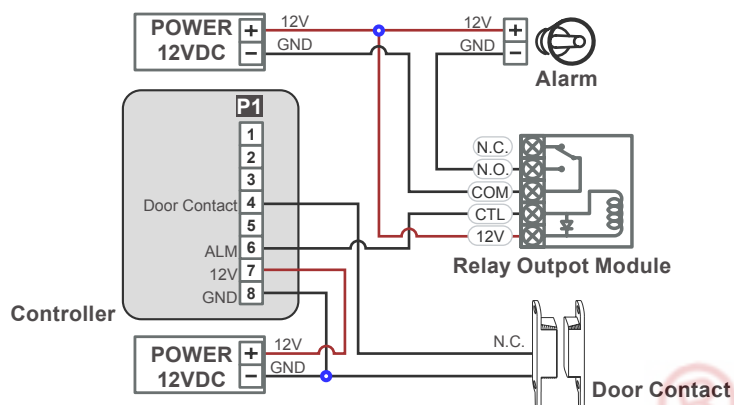 POWER
12VDC
+
−
12V
GND
12V
GND
+
−
Alarm
P1
1
2
3
Door Contact 4
5
ALM 6
12V 7
GND 8
Controller
N.C.
N.O.
COM
CTL
12V
Relay Outpot Module
POWER
12VDC
+
−
12V
GND
N.C.
Door Contact